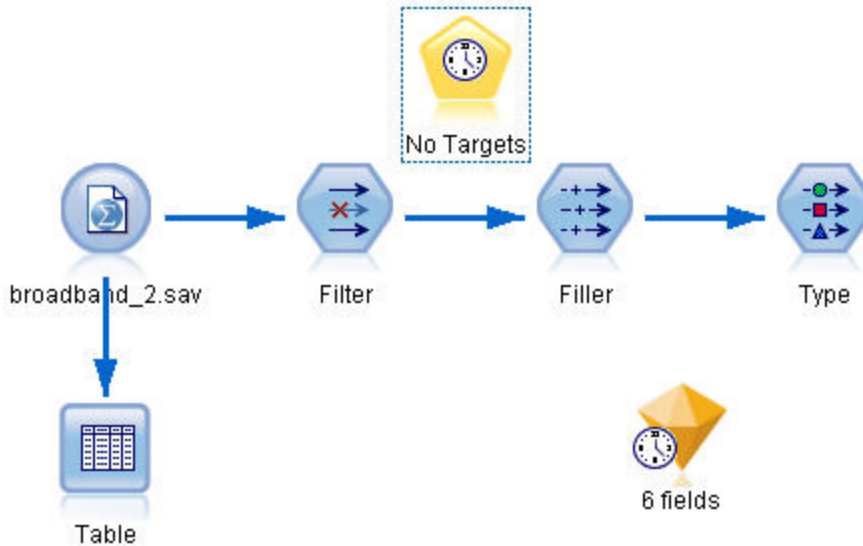 No Targets
broadband_2.sav
Filter
Filler
Type
6 fields
Table